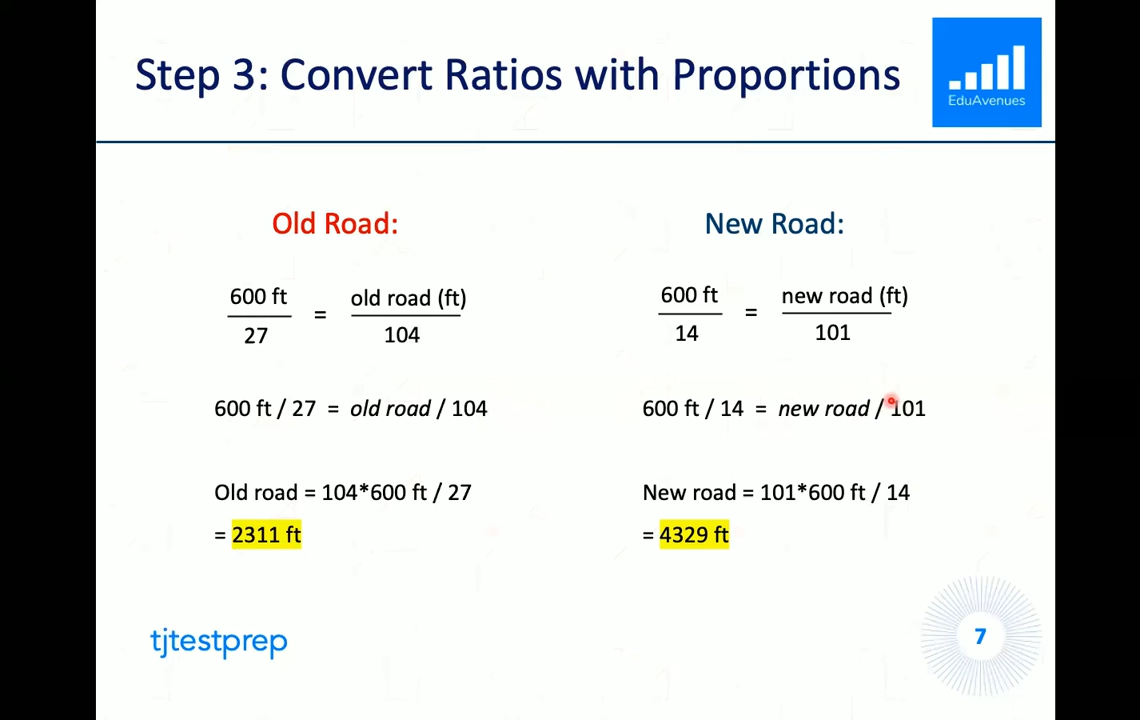 Step 3: Convert Ratios with Proportions
EduAvenues
Old Road:
600 ft
27
=
old road (ft)
104
600 ft / 27 = old road / 104
Old road = 104*600 ft / 27
= 2311 ft
New Road:
600 ft
14
=
new road (ft)
101
600 ft / 14 = new road / 101
New road = 101*600 ft / 14
= 4329 ft
tjtestprep
7